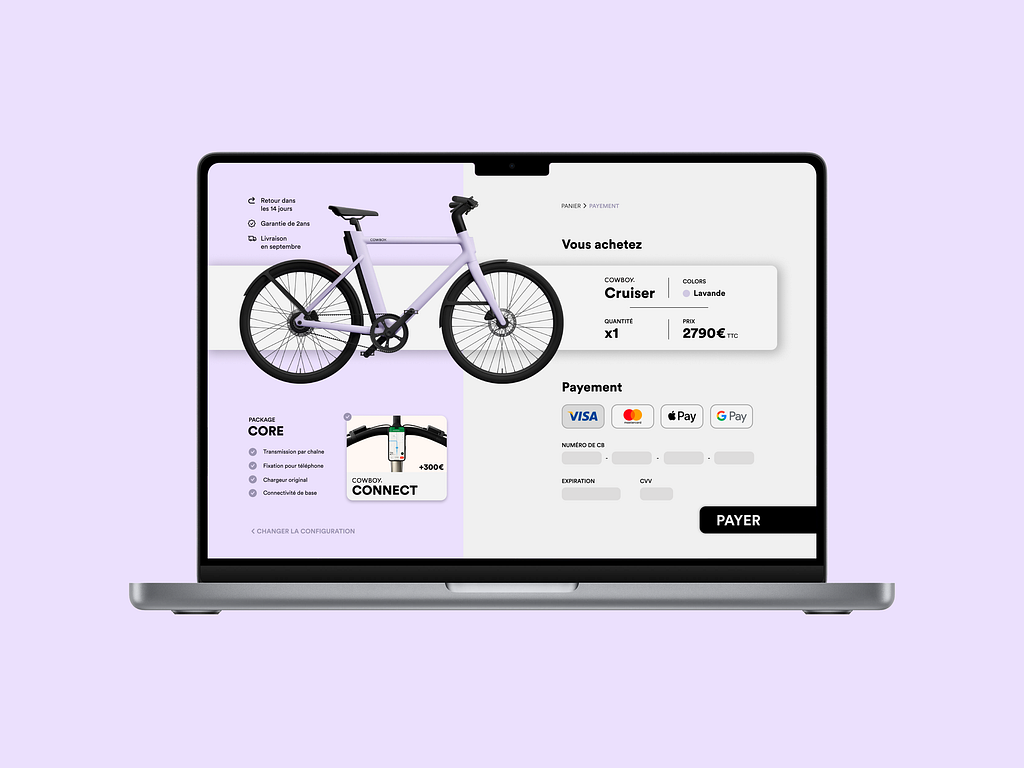 Retour dans
les 14 jours
Garantie de 2ans
Livraison
en septembre
COWBOY.
PACKAGE
CORE
Transmission par chaîne
Fixation pour téléphone
Chargeur original
Connectivité de base
+300€
COWBOY.
CONNECT
< CHANGER LA CONFIGURATION
PANIER > PAYEMENT
Vous achetez
COWBOY.
Cruiser
COLORS
Lavande
QUANTITÉ
x1
PRIX
2790€ TTC
Payement
VISA
mastercard
Pay
G Pay
NUMÉRO DE CB
- - -
EXPIRATION
CVV
PAYER